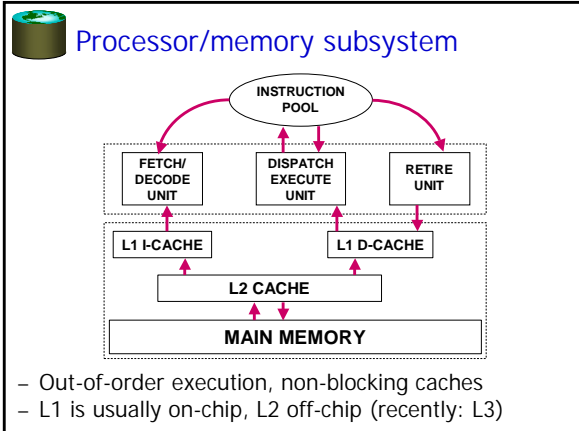 Processor/memory subsystem
INSTRUCTION
POOL
FETCH/
DECODE
UNIT
DISPATCH
EXECUTE
UNIT
RETIRE
UNIT
L1 I-CACHE
L1 D-CACHE
L2 CACHE
MAIN MEMORY
– Out-of-order execution, non-blocking caches
– L1 is usually on-chip, L2 off-chip (recently: L3)